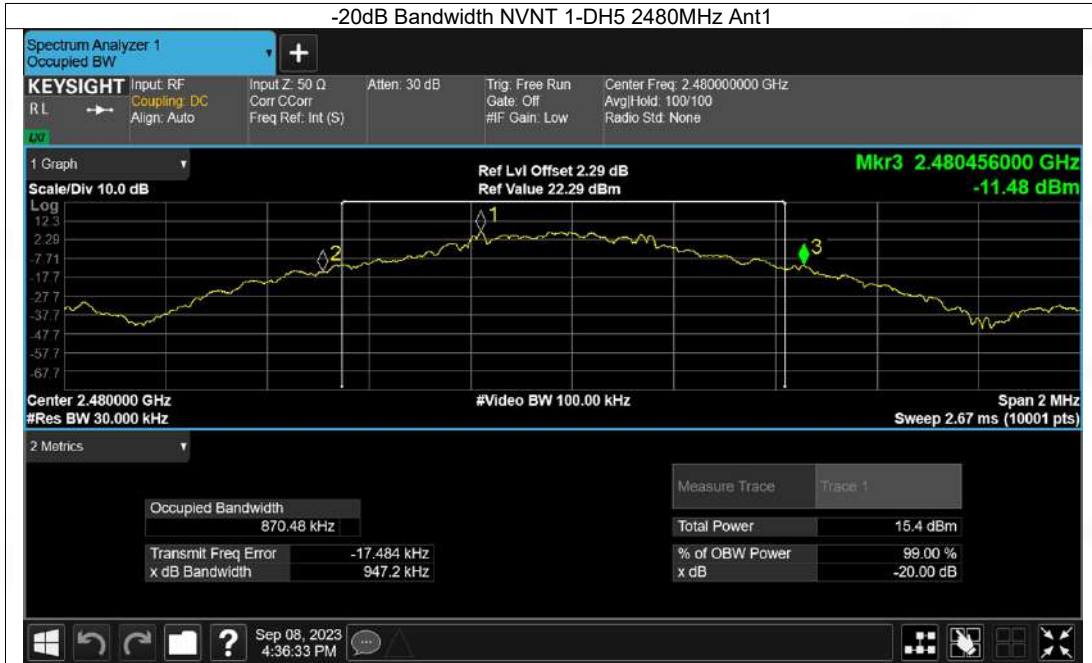 -20dB Bandwidth NVNT 1-DH5 2480MHz Ant1
Spectrum Analyzer 1
Occupied BW
+
KEYSIGHT Input: RF Input Z: 50 Ω Atten: 30 dB Trig: Free Run Center Freq: 2.480000000 GHz
RL Coupling: DC Corr CCorr Gate: Off Avg|Hold: 100/100
Align: Auto Freq Ref: Int (S) #IF Gain: Low Radio Std: None
LXI
1 Graph Ref Lvl Offset 2.29 dB Mkr3 2.480456000 GHz
Scale/Div 10.0 dB Ref Value 22.29 dBm -11.48 dBm
Log
12.3
2.29
-7.71
-17.7
-27.7
-37.7
-47.7
-57.7
-67.7
1
2
3
Center 2.480000 GHz #Video BW 100.00 kHz Span 2 MHz
#Res BW 30.000 kHz Sweep 2.67 ms (10001 pts)
2 Metrics
Measure Trace Trace 1
Occupied Bandwidth
870.48 kHz
Total Power 15.4 dBm
Transmit Freq Error -17.484 kHz % of OBW Power 99.00 %
x dB Bandwidth 947.2 kHz x dB -20.00 dB
? Sep 08, 2023
4:36:33 PM